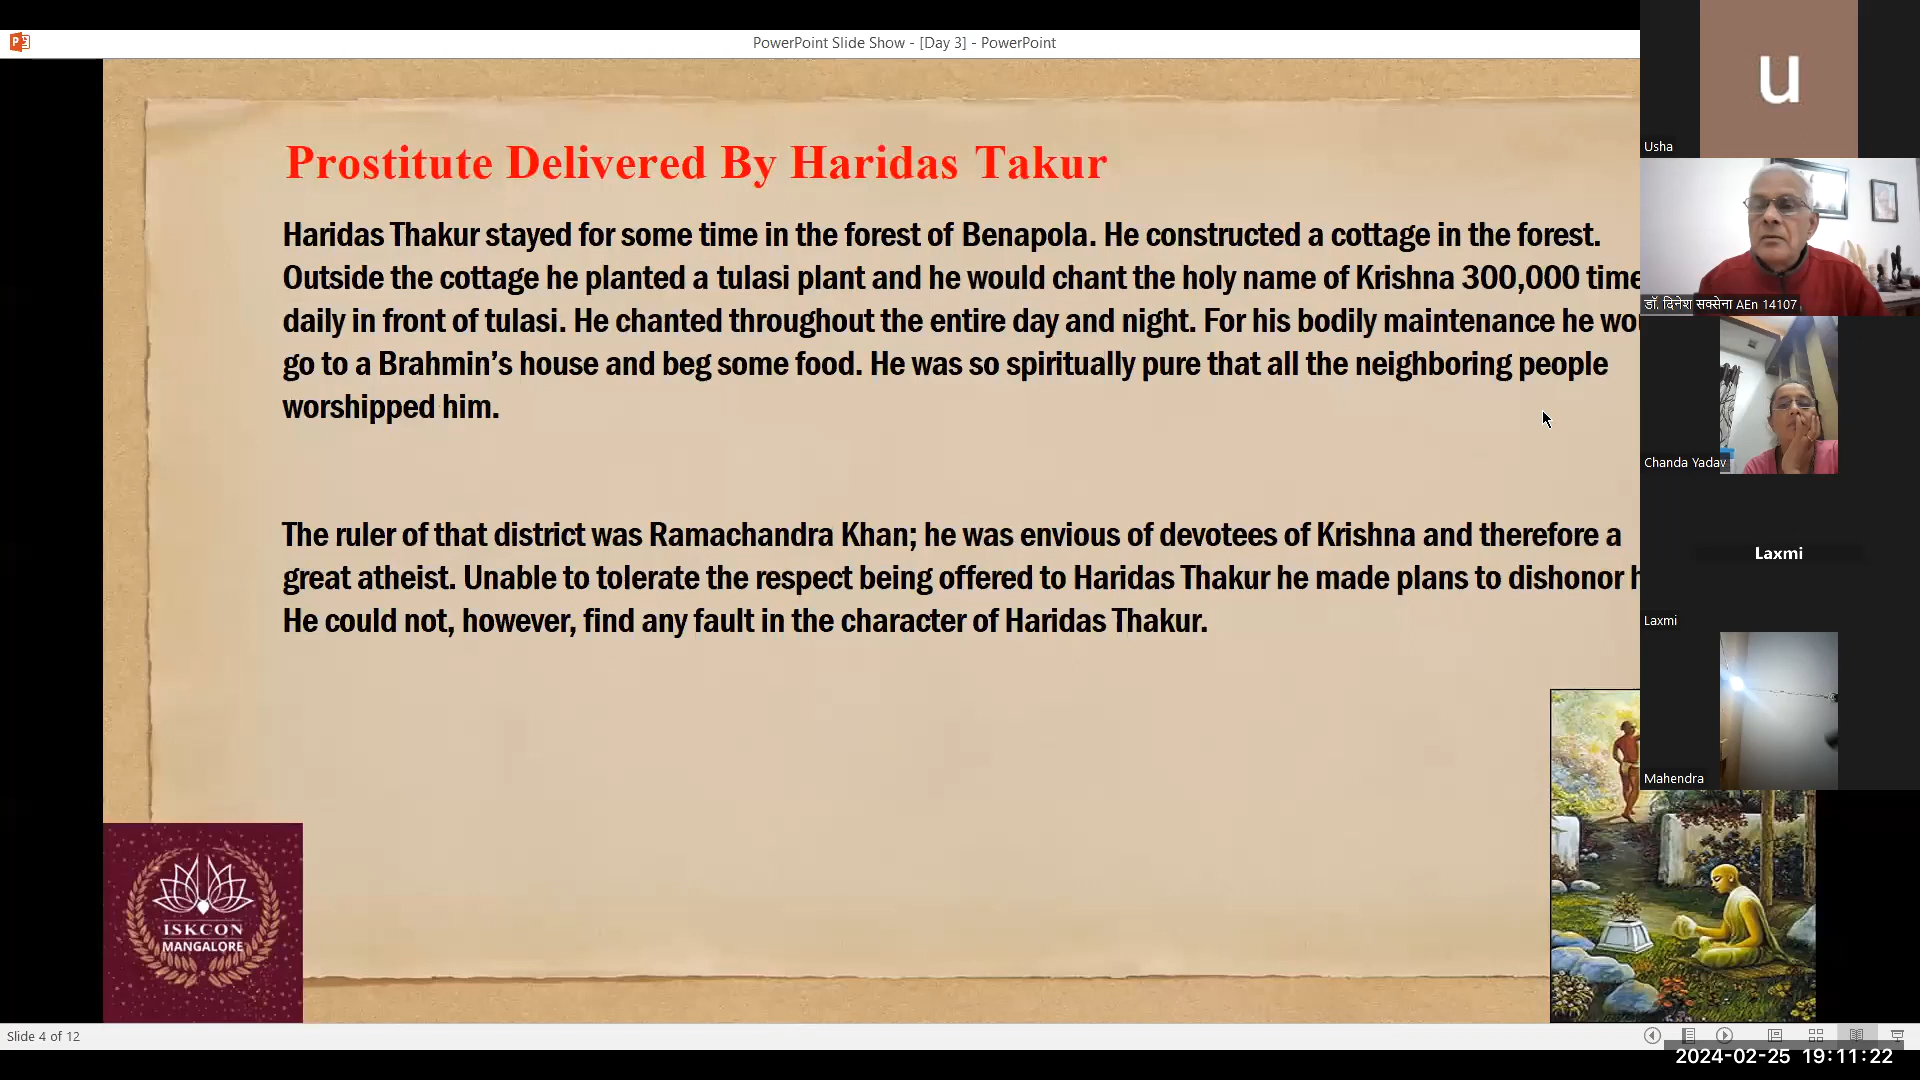 PowerPoint Slide Show - [Day 3] - PowerPoint
Prostitute Delivered By Haridas Takur
Haridas Thakur stayed for some time in the forest of Benapola. He constructed a cottage in the forest.
Outside the cottage he planted a tulasi plant and he would chant the holy name of Krishna 300,000 time
daily in front of tulasi. He chanted throughout the entire day and night. For his bodily maintenance he wo
go to a Brahmin’s house and beg some food. He was so spiritually pure that all the neighboring people
worshipped him.
The ruler of that district was Ramachandra Khan; he was envious of devotees of Krishna and therefore a
great atheist. Unable to tolerate the respect being offered to Haridas Thakur he made plans to dishonor h
He could not, however, find any fault in the character of Haridas Thakur.
ISKCON
MANGALORE
Slide 4 of 12
u
Usha
डॉ. दिनेश सक्सेना AEn 14107
Chanda Yadav
Laxmi
Laxmi
Mahendra
2024-02-25 19:11:22